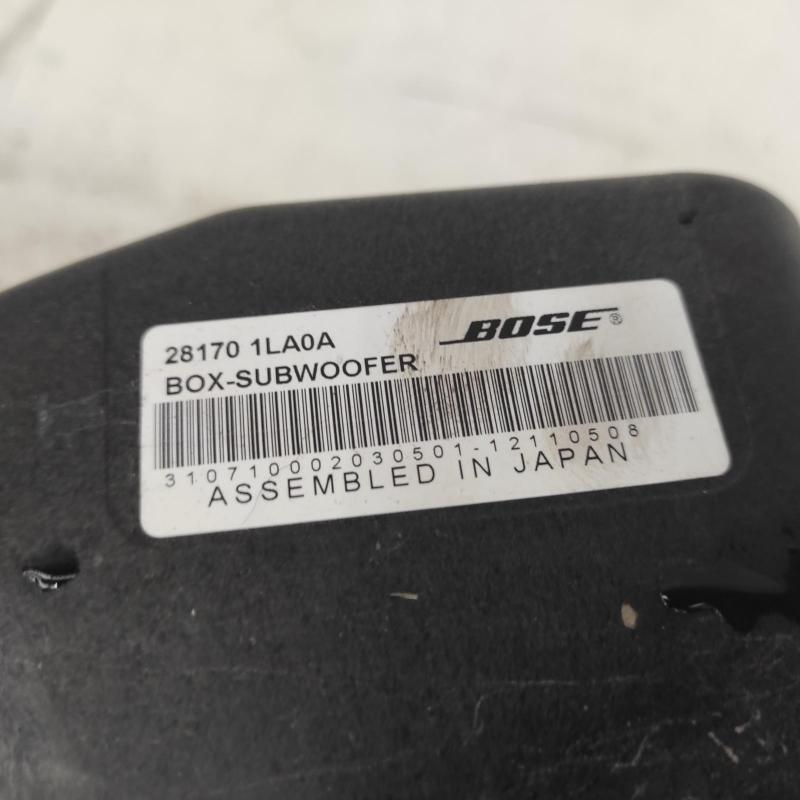 28170 1LA0A
BOSE®
BOX-SUBWOOFER
310710002030501-12110508
ASSEMBLED IN JAPAN